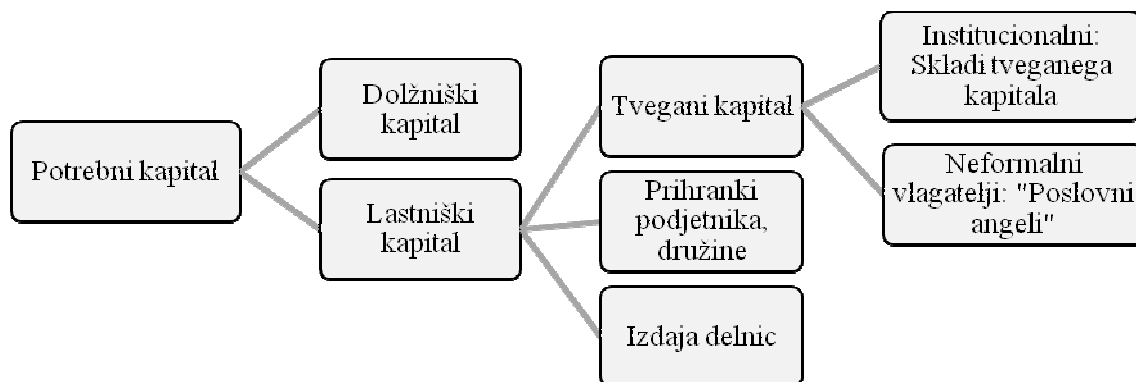 Potrebni kapital
Dolžniški
kapital
Lastniški
kapital
Tvegani kapital
Prihranki
podjetnika,
družine
Izdaja delnic
Institucionalni:
Skladi tveganega
kapitala
Neformalni
vlagatelji: "Poslovni
angeli"